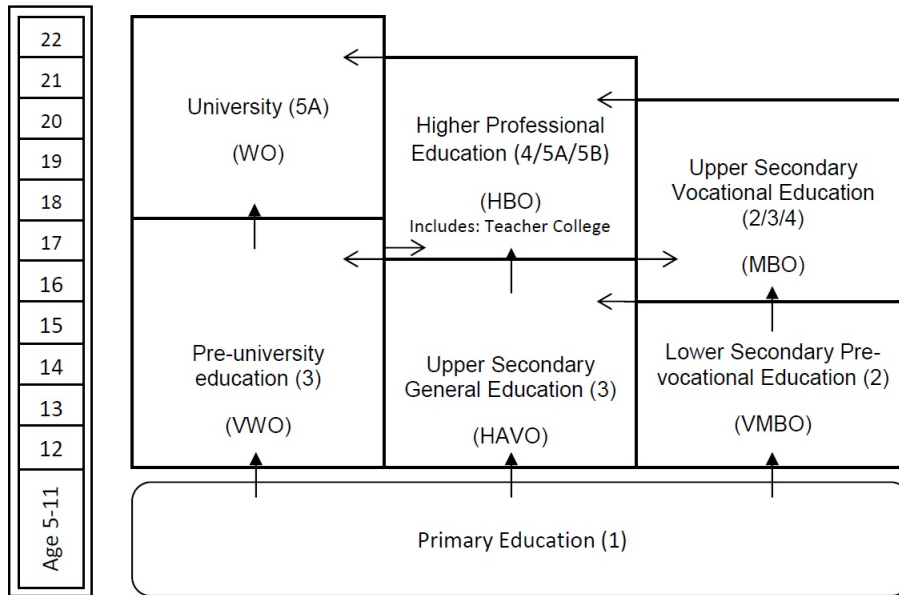 22
21
20
19
18
17
16
15
14
13
12
Age 5-11
University (5A)
(WO)
Higher Professional
Education (4/5A/5B)
(HBO)
Includes: Teacher College
Upper Secondary
Vocational Education
(2/3/4)
(MBO)
Pre-university
education (3)
(VWO)
Upper Secondary
General Education (3)
(HAVO)
Lower Secondary Pre-
vocational Education (2)
(VMBO)
Primary Education (1)